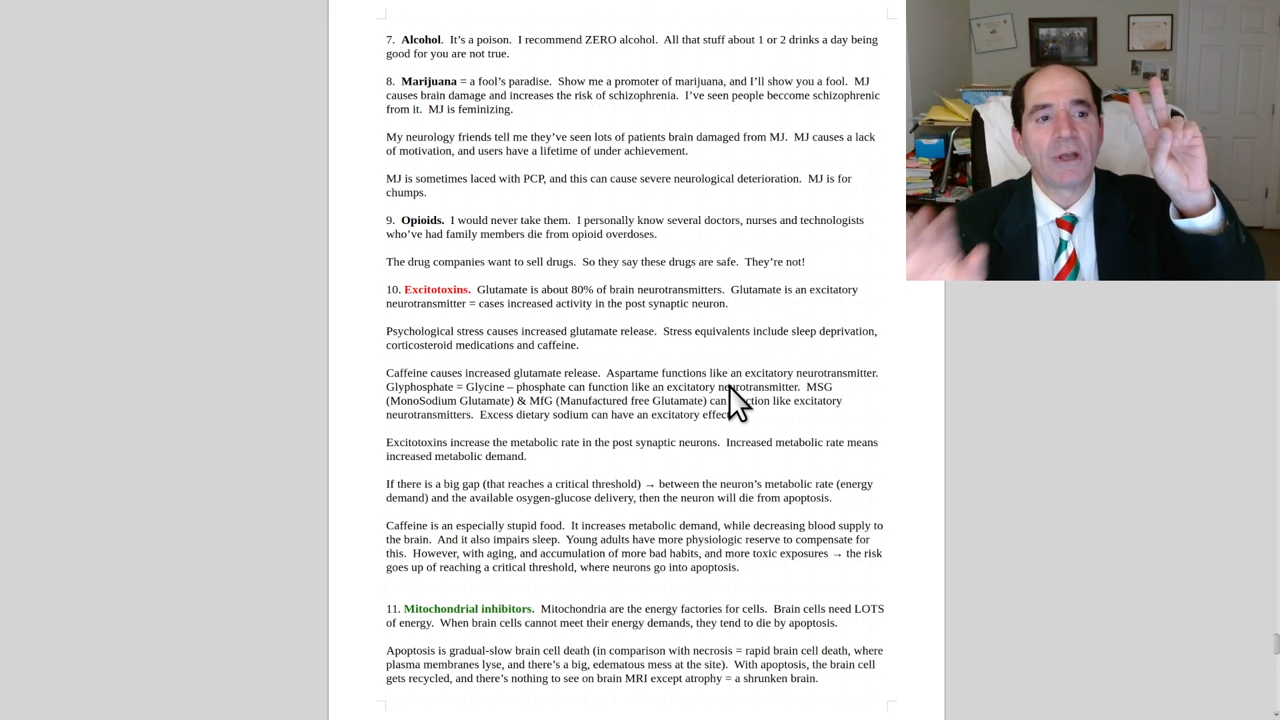 7. Alcohol. It's a poison. I recommend ZERO alcohol. All that stuff about 1 or 2 drinks a day being
good for you are not true.
8. Marijuana = a fool's paradise. Show me a promoter of marijuana, and I'll show you a fool. MJ
causes brain damage and increases the risk of schizophrenia. I've seen people beccome schizophrenic
from it. MJ is feminizing.
My neurology friends tell me they've seen lots of patients brain damaged from MJ. MJ causes a lack
of motivation, and users have a lifetime of under achievement.
MJ is sometimes laced with PCP, and this can cause severe neurological deterioration. MJ is for
chumps.
9. Opioids. I would never take them. I personally know several doctors, nurses and technologists
who've had family members die from opioid overdoses.
The drug companies want to sell drugs. So they say these drugs are safe. They're not!
10. Excitotoxins. Glutamate is about 80% of brain neurotransmitters. Glutamate is an excitatory
neurotransmitter = cases increased activity in the post synaptic neuron.
Psychological stress causes increased glutamate release. Stress equivalents include sleep deprivation,
corticosteroid medications and caffeine.
Caffeine causes increased glutamate release. Aspartame functions like an excitatory neurotransmitter.
Glyphosphate = Glycine – phosphate can function like an excitatory neurotransmitter. MSG
(MonoSodium Glutamate) & MfG (Manufactured free Glutamate) can function like excitatory
neurotransmitters. Excess dietary sodium can have an excitatory effect
Excitotoxins increase the metabolic rate in the post synaptic neurons. Increased metabolic rate means
increased metabolic demand.
If there is a big gap (that reaches a critical threshold) → between the neuron's metabolic rate (energy
demand) and the available oxygen-glucose delivery, then the neuron will die from apoptosis.
Caffeine is an especially stupid food. It increases metabolic demand, while decreasing blood supply to
the brain. And it also impairs sleep. Young adults have more physiologic reserve to compensate for
this. However, with aging, and accumulation of more bad habits, and more toxic exposures → the risk
goes up of reaching a critical threshold, where neurons go into apoptosis.
11. Mitochondrial inhibitors. Mitochondria are the energy factories for cells. Brain cells need LOTS
of energy. When brain cells cannot meet their energy demands, they tend to die by apoptosis.
Apoptosis is gradual-slow brain cell death (in comparison with necrosis = rapid brain cell death, where
plasma membranes lyse, and there's a big, edematous mess at the site). With apoptosis, the brain cell
gets recycled, and there's nothing to see on brain MRI except atrophy = a shrunken brain.